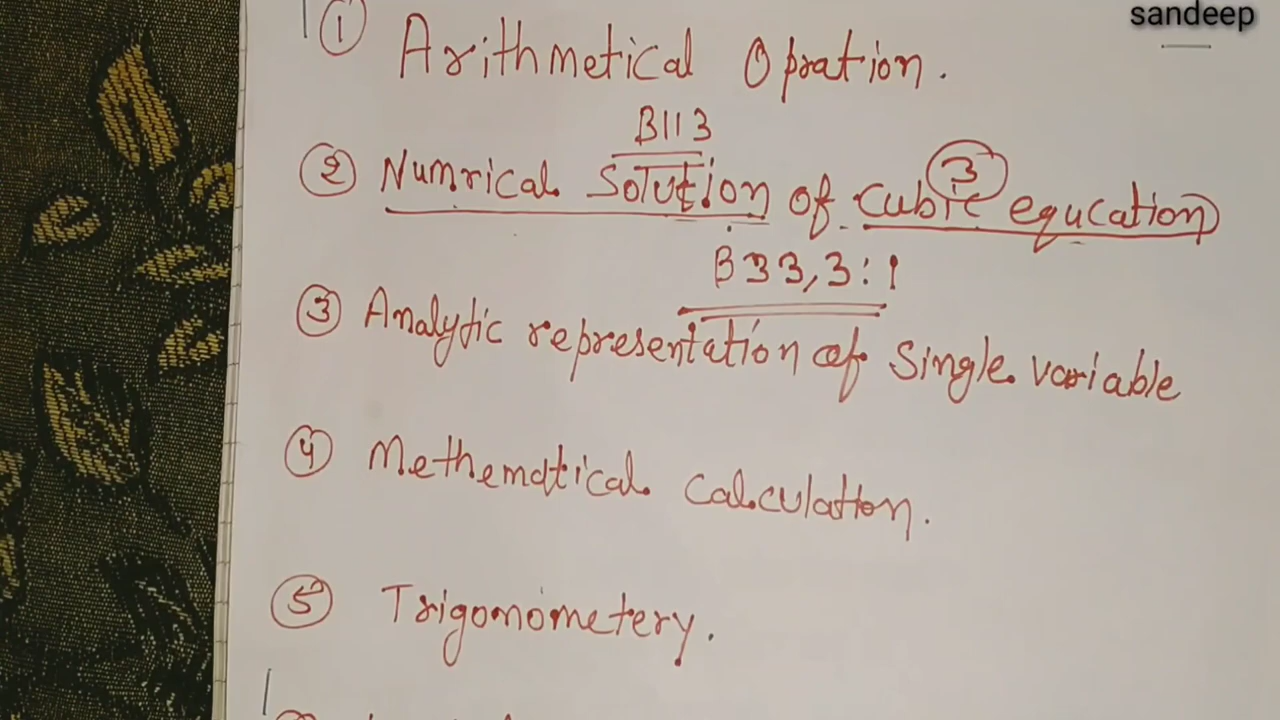 sandeep
① Arithmetical Opration.
B113
② Numrical Solution of cubic equcation
③
B33,3:1
③ Analytic representation of Single variable
④ Methemetical calculation.
⑤ Trigonometery.